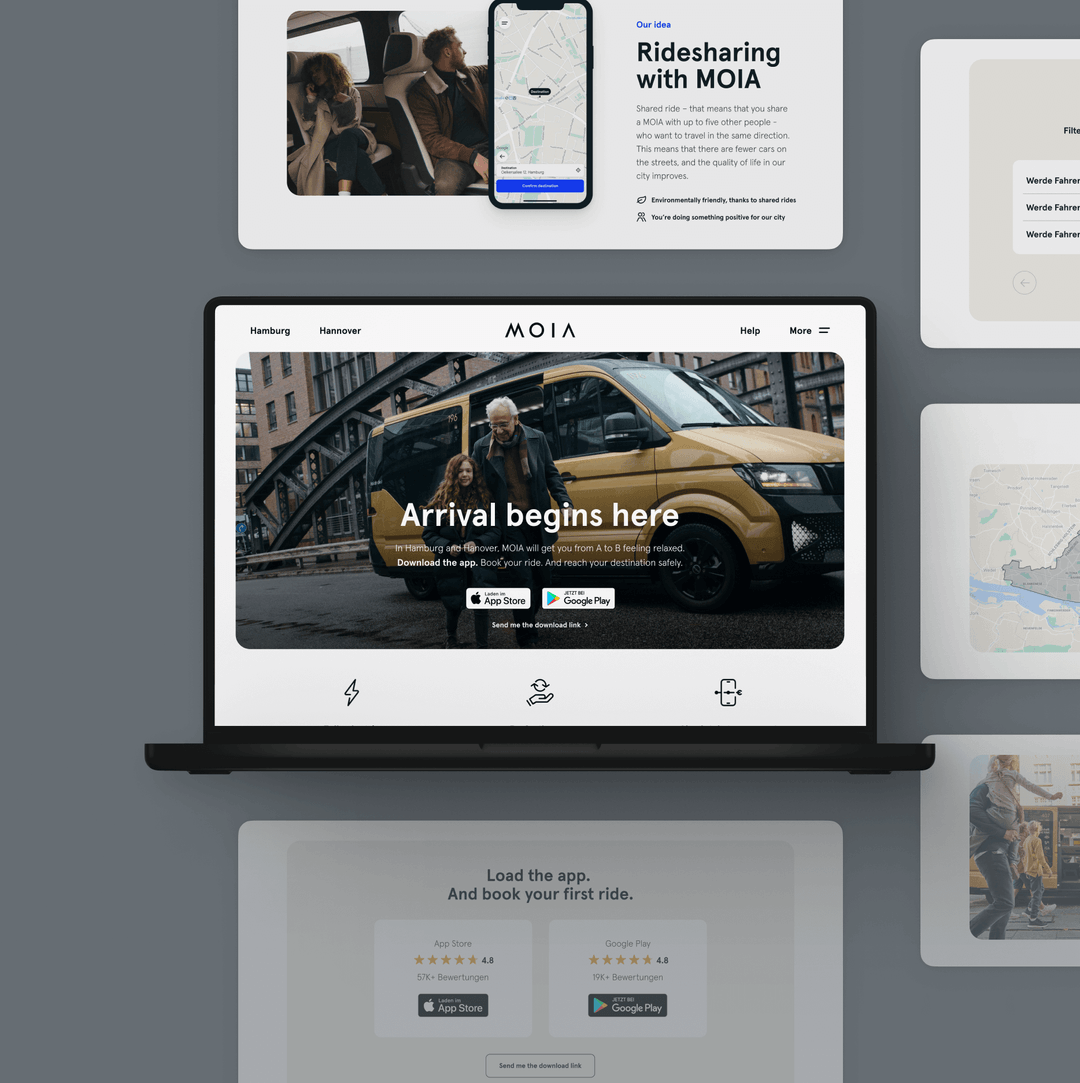 Our idea
Ridesharing
with MOIA
Shared ride – that means that you share
a MOIA with up to five other people –
who want to travel in the same direction.
This means that there are fewer cars on
the streets, and the quality of life in our
city improves.
Environmentally friendly, thanks to shared rides
You're doing something positive for our city
Destination
Google
Destination
Confirm destination
Filte
Werde Fahrer
Werde Fahrer
Werde Fahrer
Hamburg
Hannover
MOIA
Help
More
196
Arrival begins here
In Hamburg and Hanover, MOIA will get you from A to B feeling relaxed.
Download the app. Book your ride. And reach your destination safely.
Laden im
App Store
JETZT BEI
Google Play
Send me the download link
Load the app.
And book your first ride.
App Store
4.8
57K+ Bewertungen
Laden im
App Store
Google Play
4.8
19K+ Bewertungen
JETZT BEI
Google Play
Send me the download link